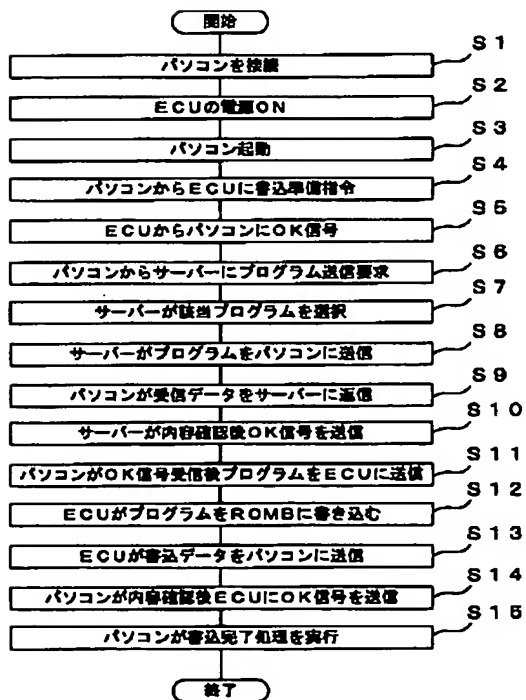 開始
S1
パソコンを接続
S2
ECUの電源ON
S3
パソコン起動
S4
パソコンからECUに書込準備指令
S5
ECUからパソコンにOK信号
S6
パソコンからサーバーにプログラム送信要求
S7
サーバーが該当プログラムを選択
S8
サーバーがプログラムをパソコンに送信
S9
パソコンが受信データをサーバーに返信
S10
サーバーが内容確認後OK信号を送信
S11
パソコンがOK信号受信後プログラムをECUに送信
S12
ECUがプログラムをROMBに書き込む
S13
ECUが書込データをパソコンに送信
S14
パソコンが内容確認後ECUにOK信号を送信
S15
パソコンが書込完了処理を実行
終了